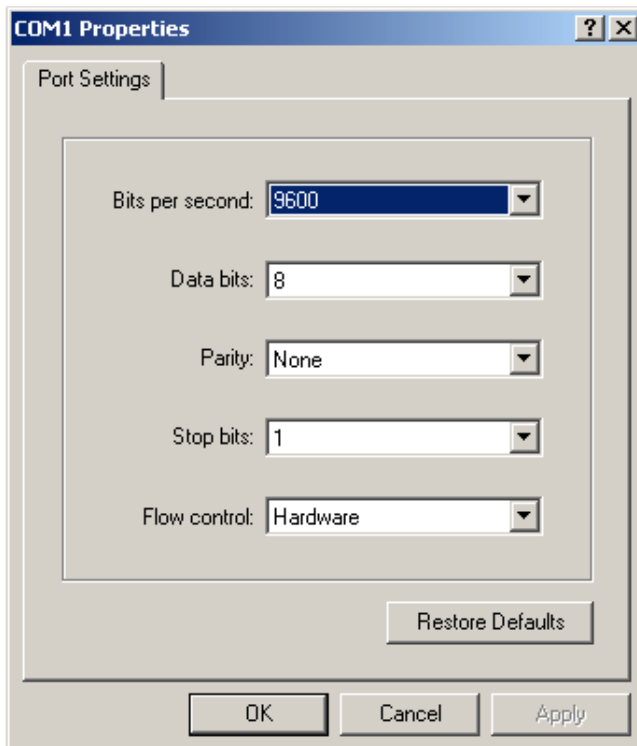 COM1 Properties
Port Settings
Bits per second: 9600
Data bits: 8
Parity: None
Stop bits: 1
Flow control: Hardware
Restore Defaults
OK Cancel Apply